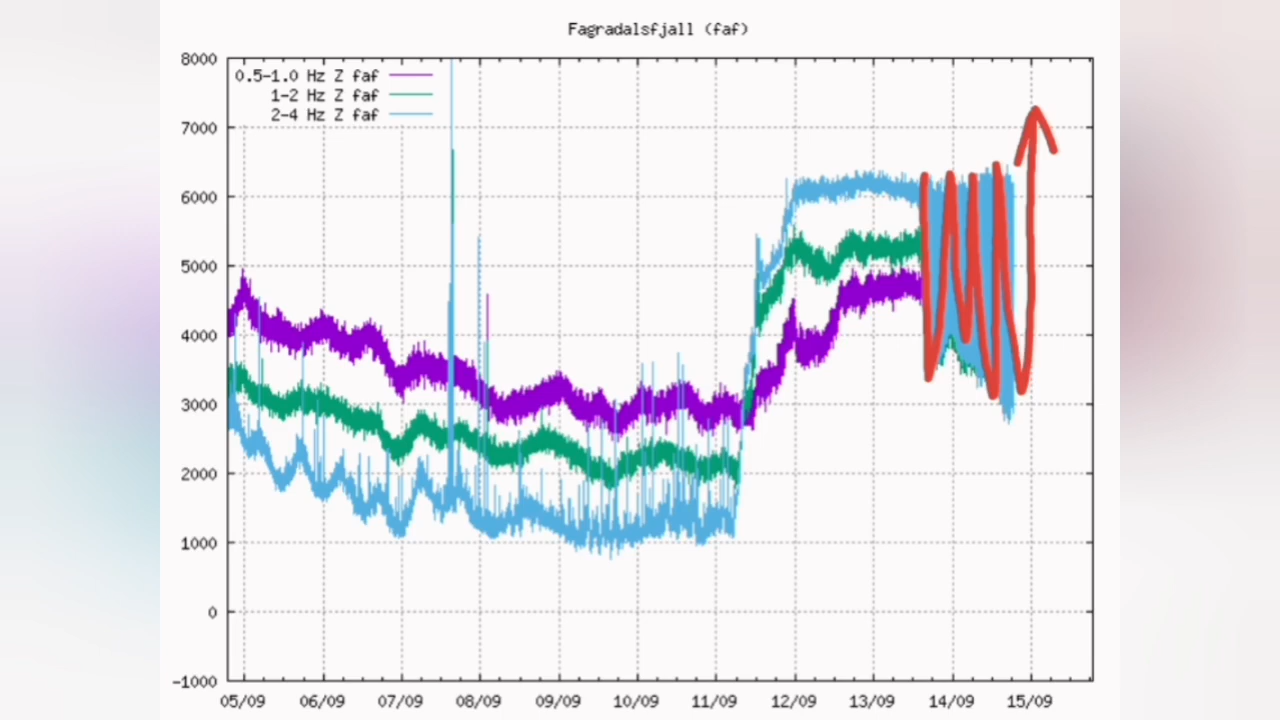 Fagradalsfjall (faf)
8000
0.5-1.0 Hz Z faf
1-2 Hz Z faf
2-4 Hz Z faf
7000
6000
5000
4000
3000
2000
1000
0
-1000
05/09 06/09 07/09 08/09 09/09 10/09 11/09 12/09 13/09 14/09 15/09